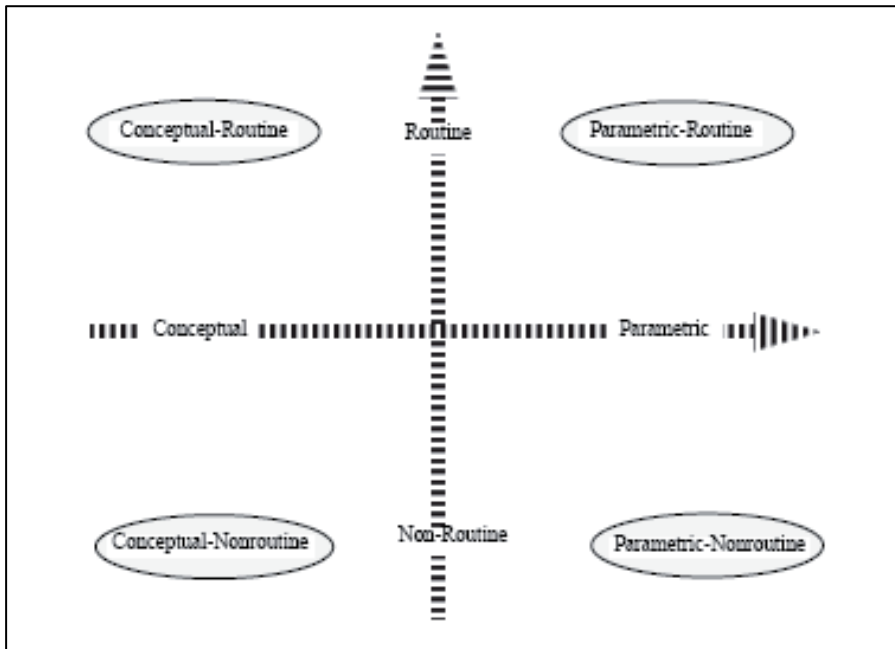 Conceptual-Routine
Routine
Parametric-Routine
Conceptual
Parametric
Conceptual-Nonroutine
Non-Routine
Parametric-Nonroutine